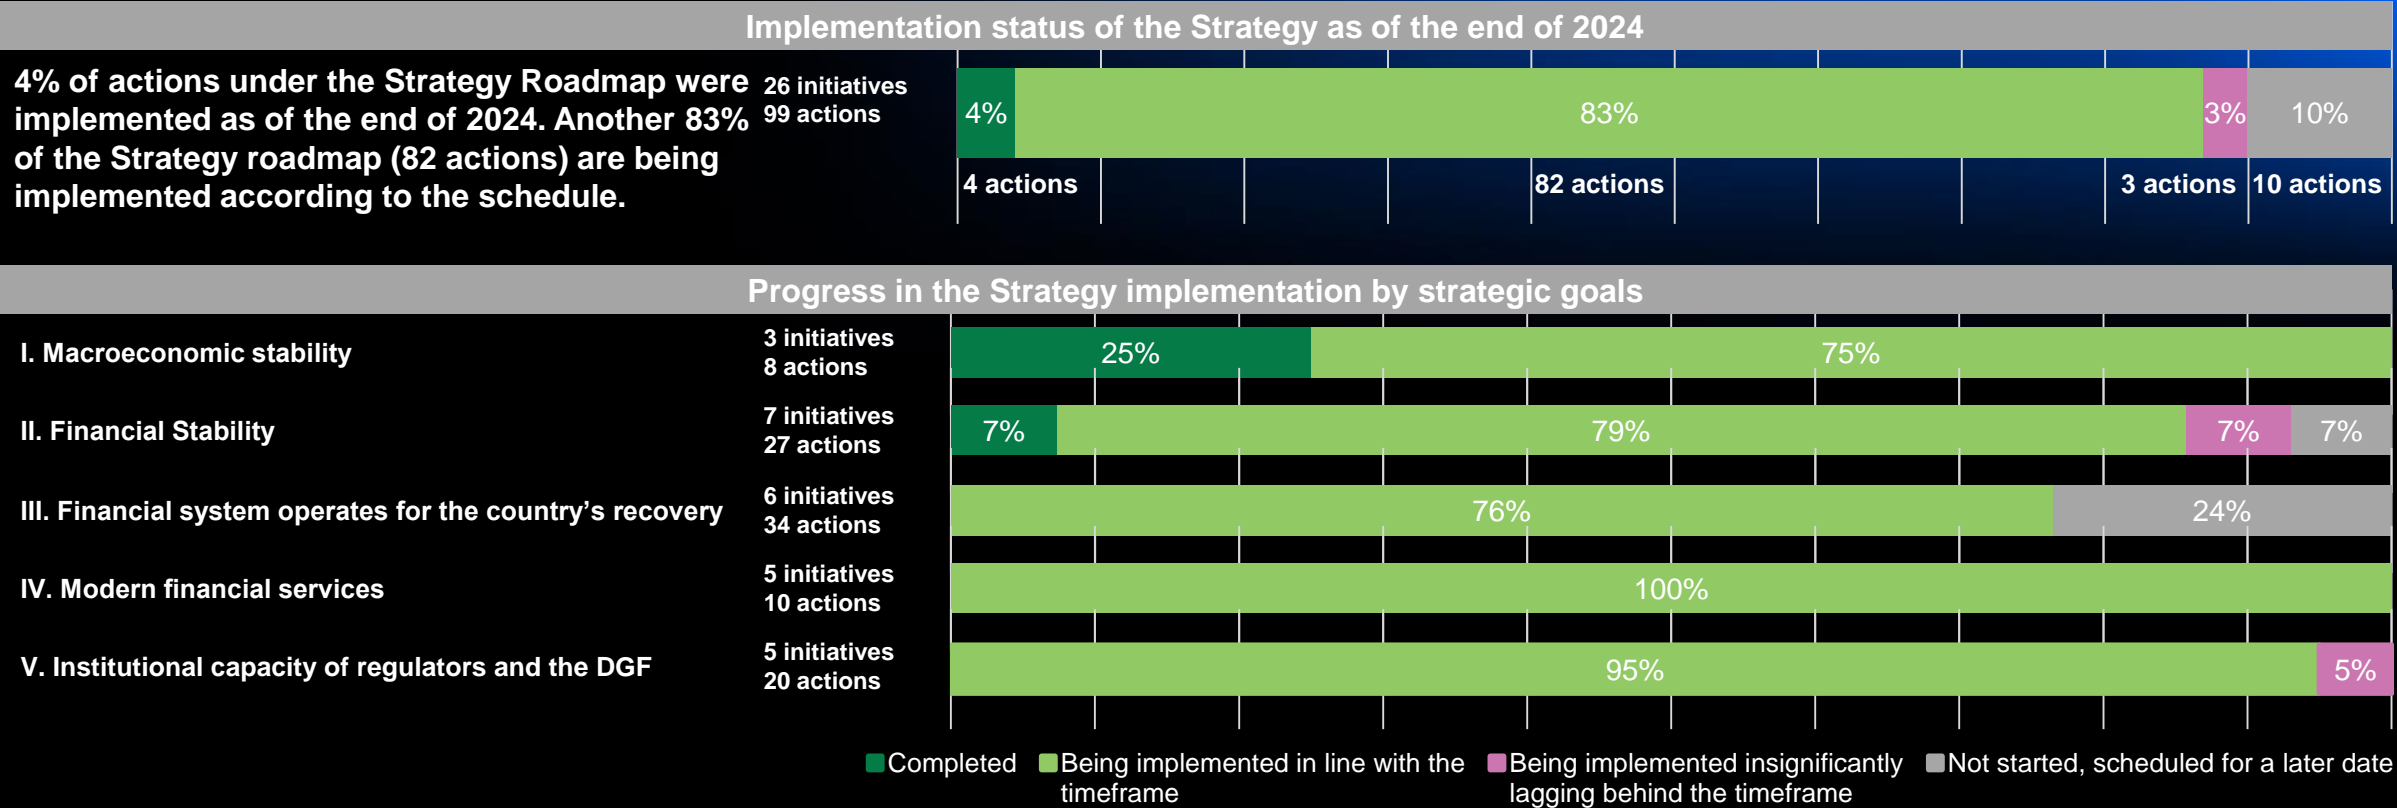 Implementation status of the Strategy as of the end of 2024
4% of actions under the Strategy Roadmap were
implemented as of the end of 2024. Another 83%
of the Strategy roadmap (82 actions) are being
implemented according to the schedule.
26 initiatives
99 actions
4%
83%
3%
10%
4 actions
82 actions
3 actions
10 actions
Progress in the Strategy implementation by strategic goals
I. Macroeconomic stability
3 initiatives
8 actions
25%
75%
II. Financial Stability
7 initiatives
27 actions
7%
79%
7%
7%
III. Financial system operates for the country’s recovery
6 initiatives
34 actions
76%
24%
IV. Modern financial services
5 initiatives
10 actions
100%
V. Institutional capacity of regulators and the DGF
5 initiatives
20 actions
95%
5%
Completed
Being implemented in line with the
timeframe
Being implemented insignificantly
lagging behind the timeframe
Not started, scheduled for a later date